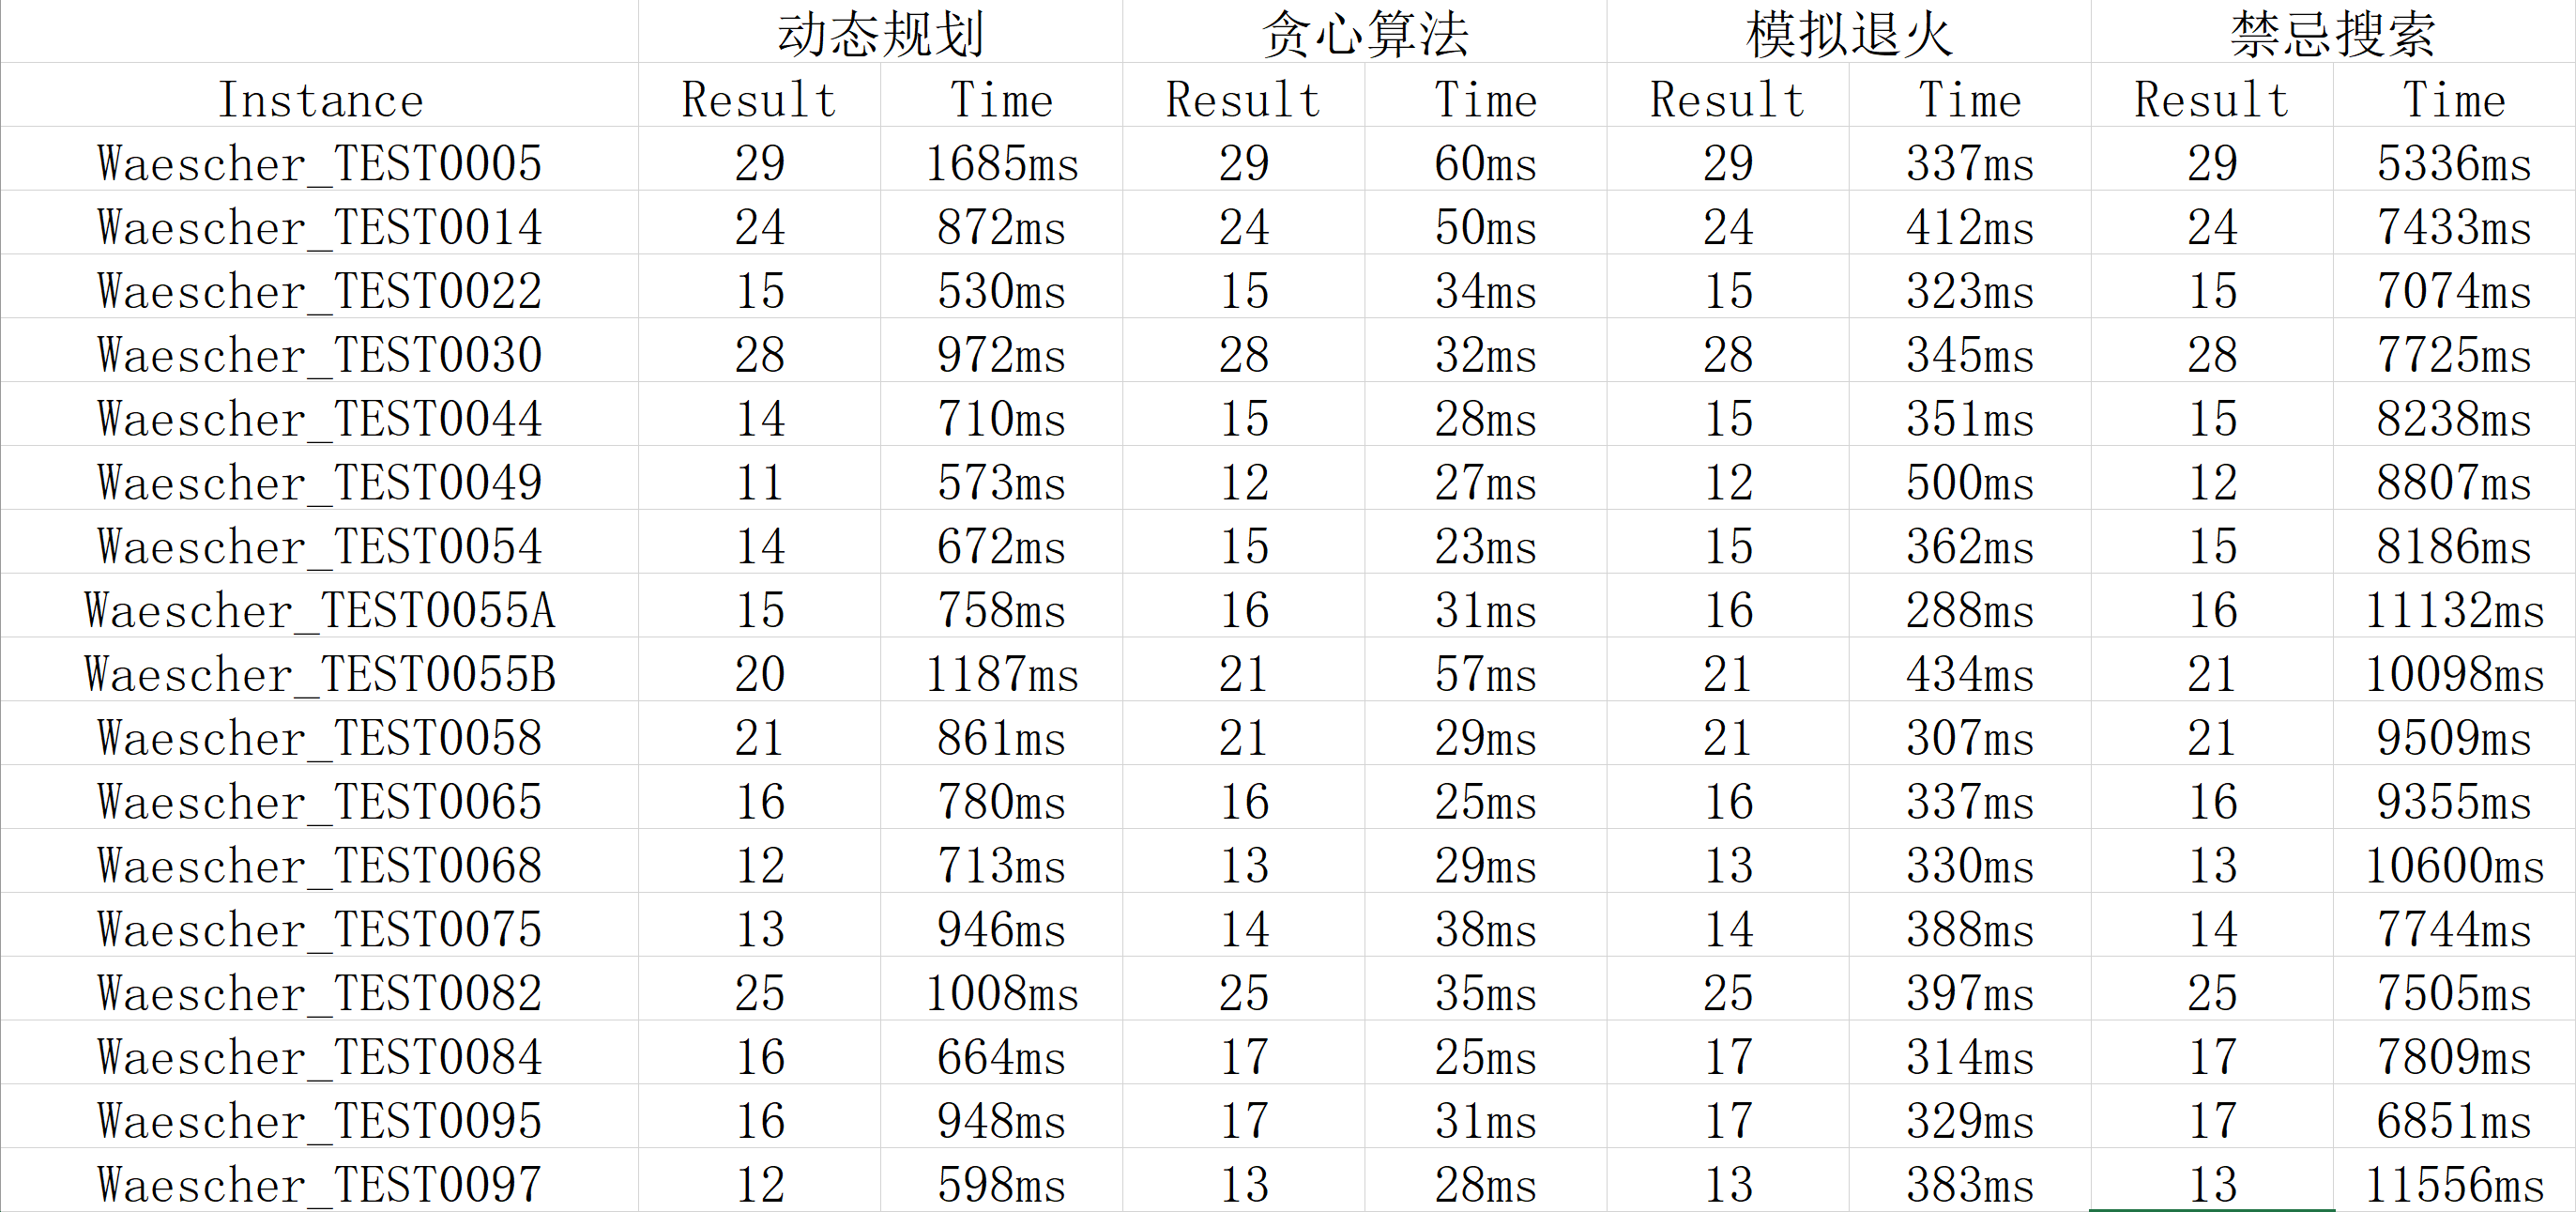 动态规划 贪心算法 模拟退火 禁忌搜索
Instance Result Time Result Time Result Time Result Time
Waescher_TEST0005 29 1685ms 29 60ms 29 337ms 29 5336ms
Waescher_TEST0014 24 872ms 24 50ms 24 412ms 24 7433ms
Waescher_TEST0022 15 530ms 15 34ms 15 323ms 15 7074ms
Waescher_TEST0030 28 972ms 28 32ms 28 345ms 28 7725ms
Waescher_TEST0044 14 710ms 15 28ms 15 351ms 15 8238ms
Waescher_TEST0049 11 573ms 12 27ms 12 500ms 12 8807ms
Waescher_TEST0054 14 672ms 15 23ms 15 362ms 15 8186ms
Waescher_TEST0055A 15 758ms 16 31ms 16 288ms 16 11132ms
Waescher_TEST0055B 20 1187ms 21 57ms 21 434ms 21 10098ms
Waescher_TEST0058 21 861ms 21 29ms 21 307ms 21 9509ms
Waescher_TEST0065 16 780ms 16 25ms 16 337ms 16 9355ms
Waescher_TEST0068 12 713ms 13 29ms 13 330ms 13 10600ms
Waescher_TEST0075 13 946ms 14 38ms 14 388ms 14 7744ms
Waescher_TEST0082 25 1008ms 25 35ms 25 397ms 25 7505ms
Waescher_TEST0084 16 664ms 17 25ms 17 314ms 17 7809ms
Waescher_TEST0095 16 948ms 17 31ms 17 329ms 17 6851ms
Waescher_TEST0097 12 598ms 13 28ms 13 383ms 13 11556ms